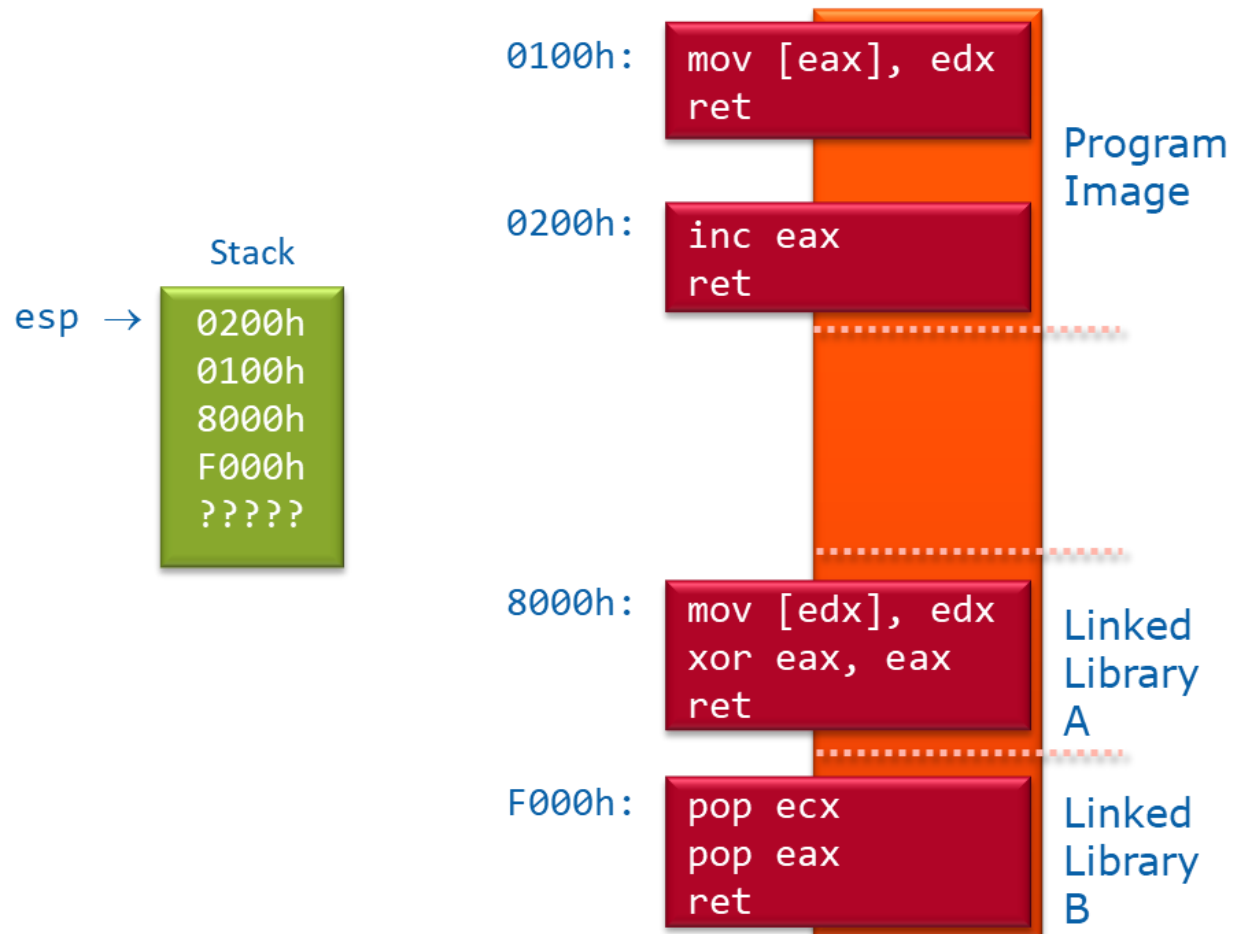 Stack
esp →
0200h
0100h
8000h
F000h
?????
0100h:
mov [eax], edx
ret
0200h:
inc eax
ret
Program
Image
8000h:
mov [edx], edx
xor eax, eax
ret
Linked
Library
A
F000h:
pop ecx
pop eax
ret
Linked
Library
B